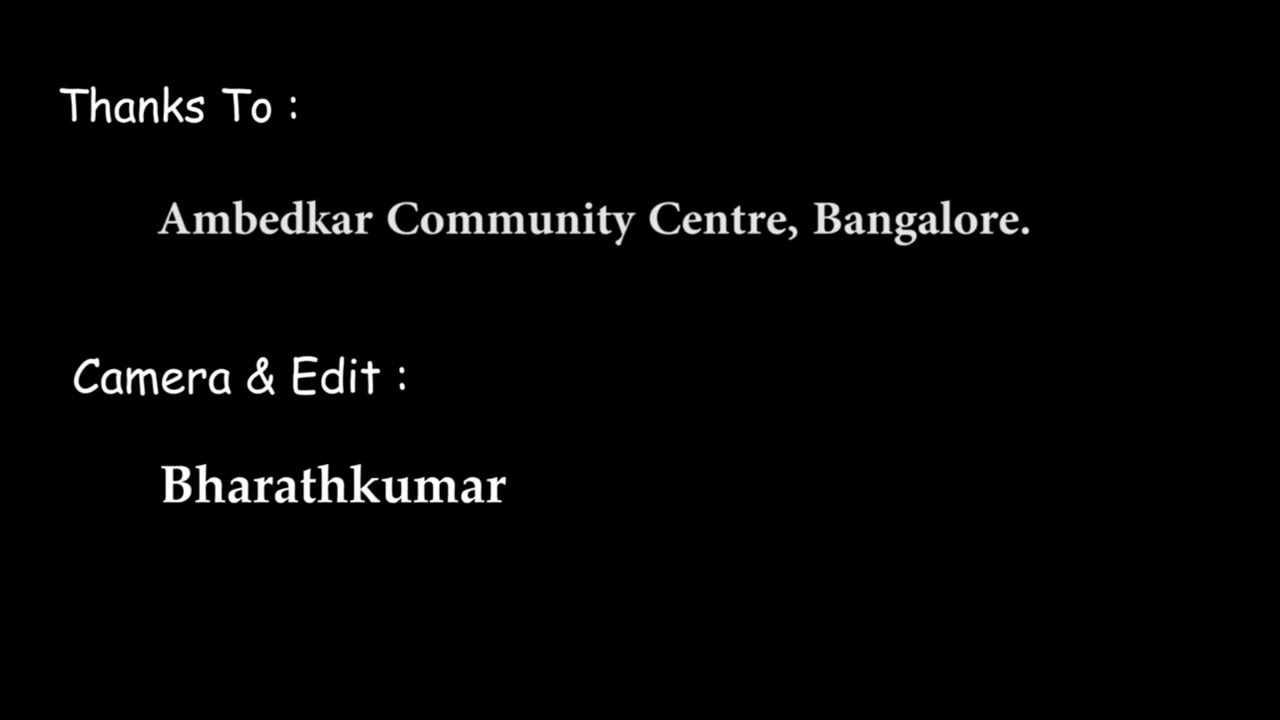 Thanks To :
Ambedkar Community Centre, Bangalore.
Camera & Edit :
Bharathkumar